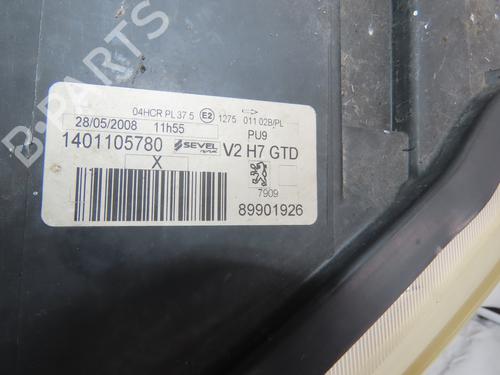 04HCR PL 37 5 E2 1275 011 02B/PL
28/05/2008 11h55 PU9
1401105780 SEVEL V2 H7 GTD
X
7909
89901926
B-PARTS